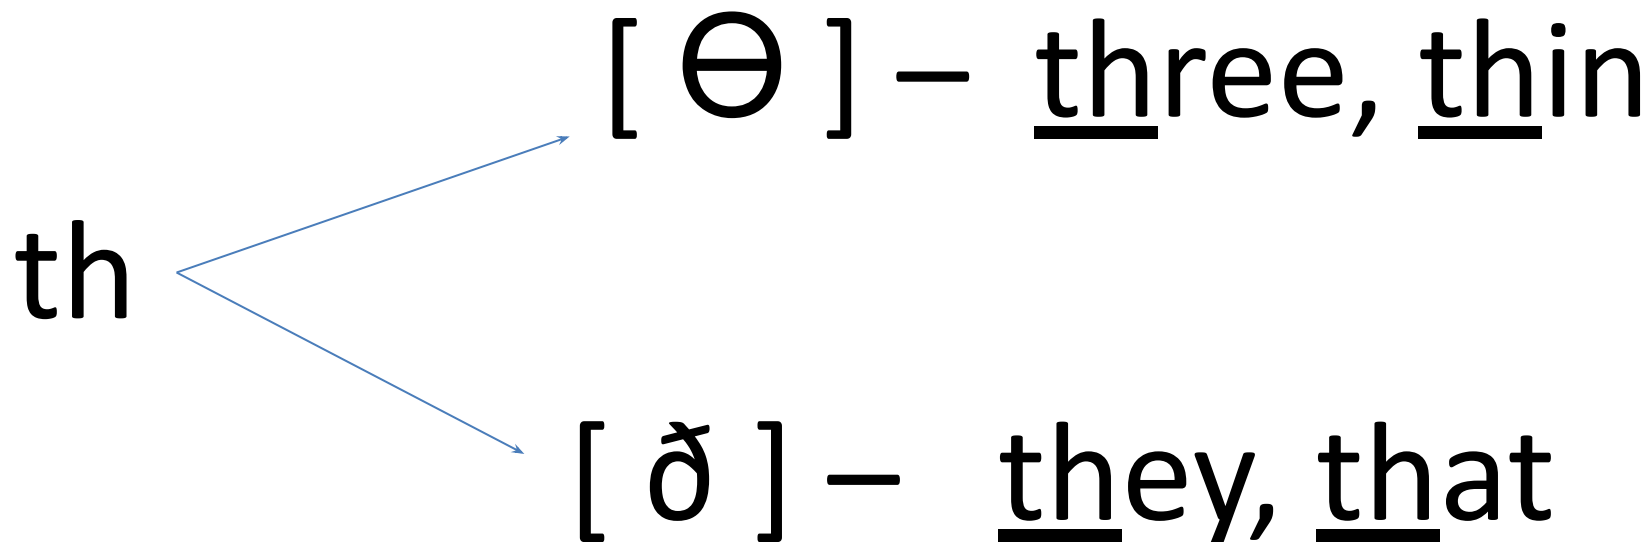 [ Ɵ ] – three, thin
th
[ ð ] – they, that